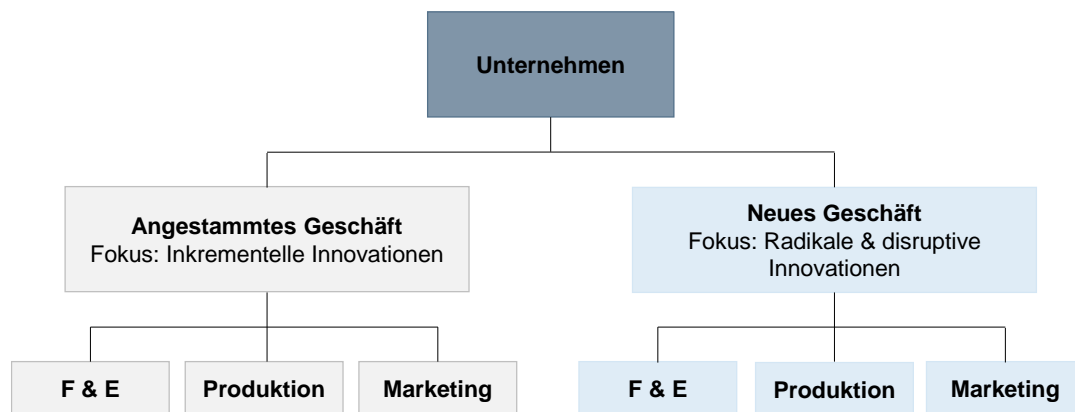 Unternehmen
Angestammtes Geschäft
Fokus: Inkrementelle Innovationen
Neues Geschäft
Fokus: Radikale & disruptive
Innovationen
F & E
Produktion
Marketing
F & E
Produktion
Marketing